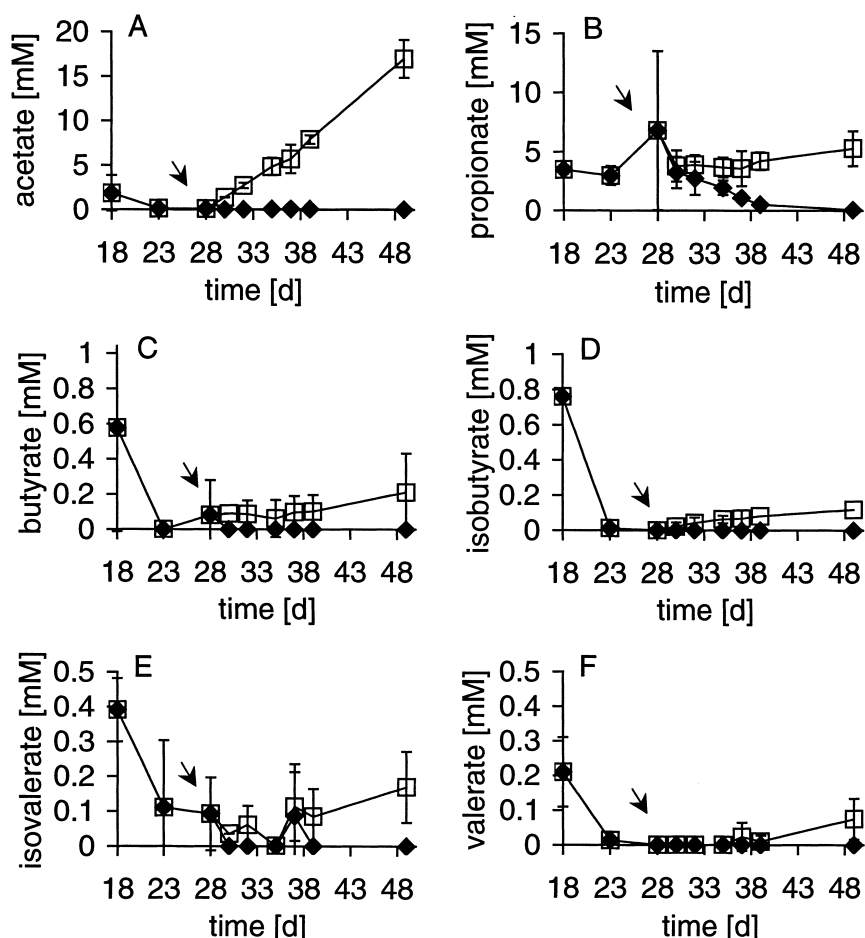 A
acetate [mM]
20
15
10
5
0
18 23 28 33 38 43 48
time [d]
B
propionate [mM]
15
10
5
0
18 23 28 33 38 43 48
time [d]
C
butyrate [mM]
1
0.8
0.6
0.4
0.2
0
18 23 28 33 38 43 48
time [d]
D
isobutyrate [mM]
1
0.8
0.6
0.4
0.2
0
18 23 28 33 38 43 48
time [d]
E
isovalerate [mM]
0.5
0.4
0.3
0.2
0.1
0
18 23 28 33 38 43 48
time [d]
F
valerate [mM]
0.5
0.4
0.3
0.2
0.1
0
18 23 28 33 38 43 48
time [d]